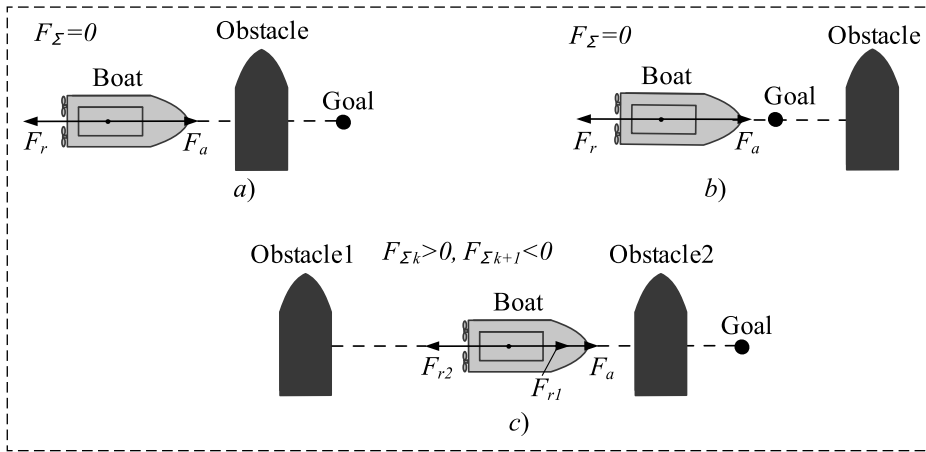 F_Σ=0
Obstacle
Boat
Goal
F_r
F_a
a)
F_Σ=0
Obstacle
Boat
Goal
F_r
F_a
b)
Obstacle1
F_Σk>0, F_Σk+1<0
Obstacle2
Boat
Goal
F_r2
F_r1
F_a
c)